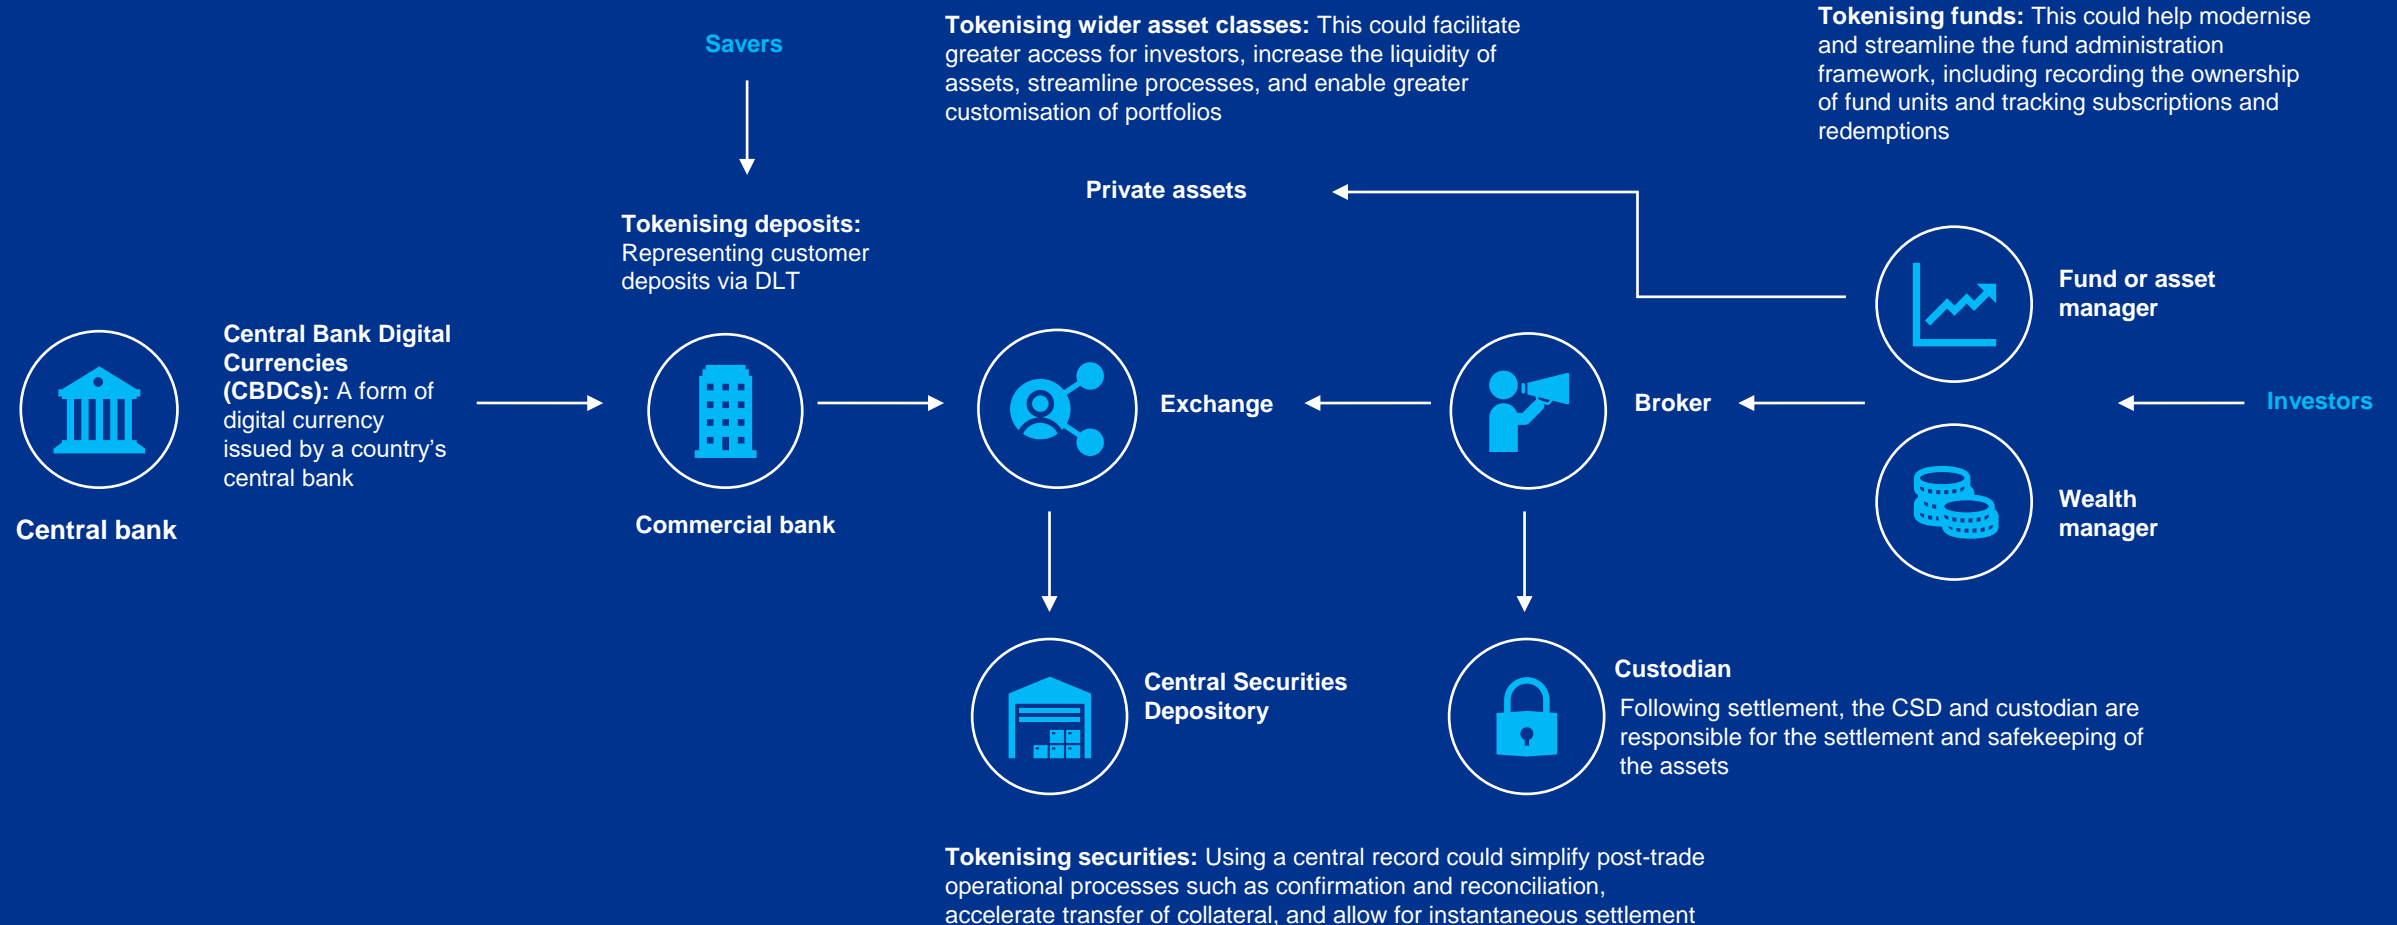 Savers
Tokenising wider asset classes: This could facilitate
greater access for investors, increase the liquidity of
assets, streamline processes, and enable greater
customisation of portfolios
Tokenising funds: This could help modernise
and streamline the fund administration
framework, including recording the ownership
of fund units and tracking subscriptions and
redemptions
Private assets
Tokenising deposits:
Representing customer
deposits via DLT
Fund or asset
manager
Central Bank Digital
Currencies
(CBDCs): A form of
digital currency
issued by a country’s
central bank
Central bank
Commercial bank
Exchange
Broker
Investors
Wealth
manager
Central Securities
Depository
Custodian
Following settlement, the CSD and custodian are
responsible for the settlement and safekeeping of
the assets
Tokenising securities: Using a central record could simplify post-trade
operational processes such as confirmation and reconciliation,
accelerate transfer of collateral, and allow for instantaneous settlement